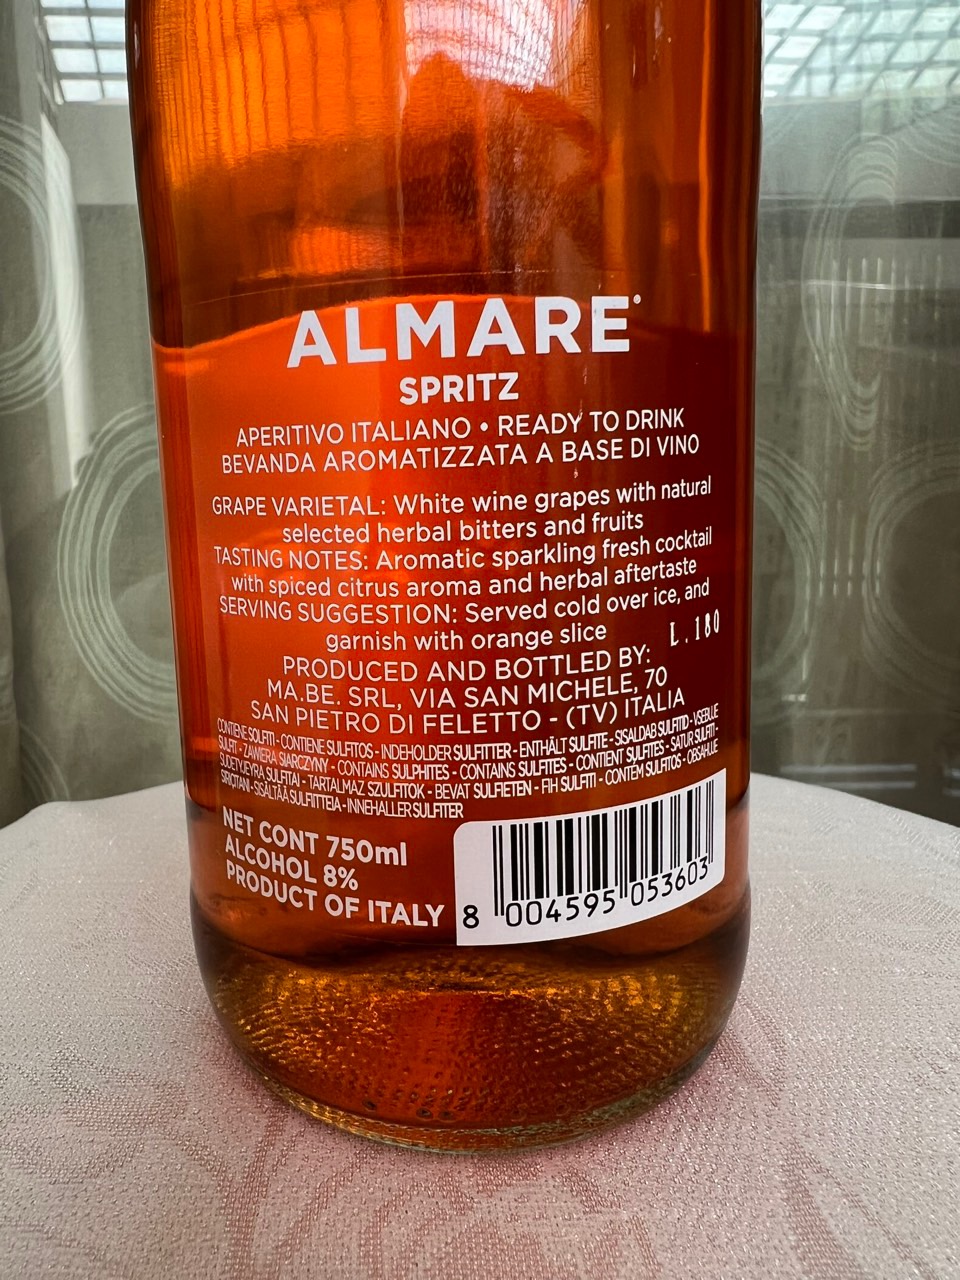 ALMARE
SPRITZ
APERITIVO ITALIANO • READY TO DRINK
BEVANDA AROMATIZZATA A BASE DI VINO
GRAPE VARIETAL: White wine grapes with natural
selected herbal bitters and fruits
TASTING NOTES: Aromatic sparkling fresh cocktail
with spiced citrus aroma and herbal aftertaste
SERVING SUGGESTION: Served cold over ice, and
garnish with orange slice
L.180
PRODUCED AND BOTTLED BY:
MA.BE. SRL, VIA SAN MICHELE, 70
SAN PIETRO DI FELETTO - (TV) ITALIA
CONTIENE SOLFITI - CONTIENE SULFITOS - INDEHOLDER SULFITTER - ENTHÄLT SULFITE - SISALDAB SULFITID - VSEBUJE
SULFIT - ZAWIERA SIARCZYNY - CONTAINS SULPHITES - CONTAINS SULFITES - CONTIENT SULFITES - SATUR SULFITI -
SUDETYJEYRA SULFITAI - TARTALMAZ SZULFITOK - BEVAT SULFIETEN - FIH SULFITI - CONTÉM SULFITOS - OBSAHUJE
SIRICITANI - SISÄLTÄÄ SULFIITTEIA - INNEHALLER SULFITER
NET CONT 750ml
ALCOHOL 8%
PRODUCT OF ITALY
8 004595 053603